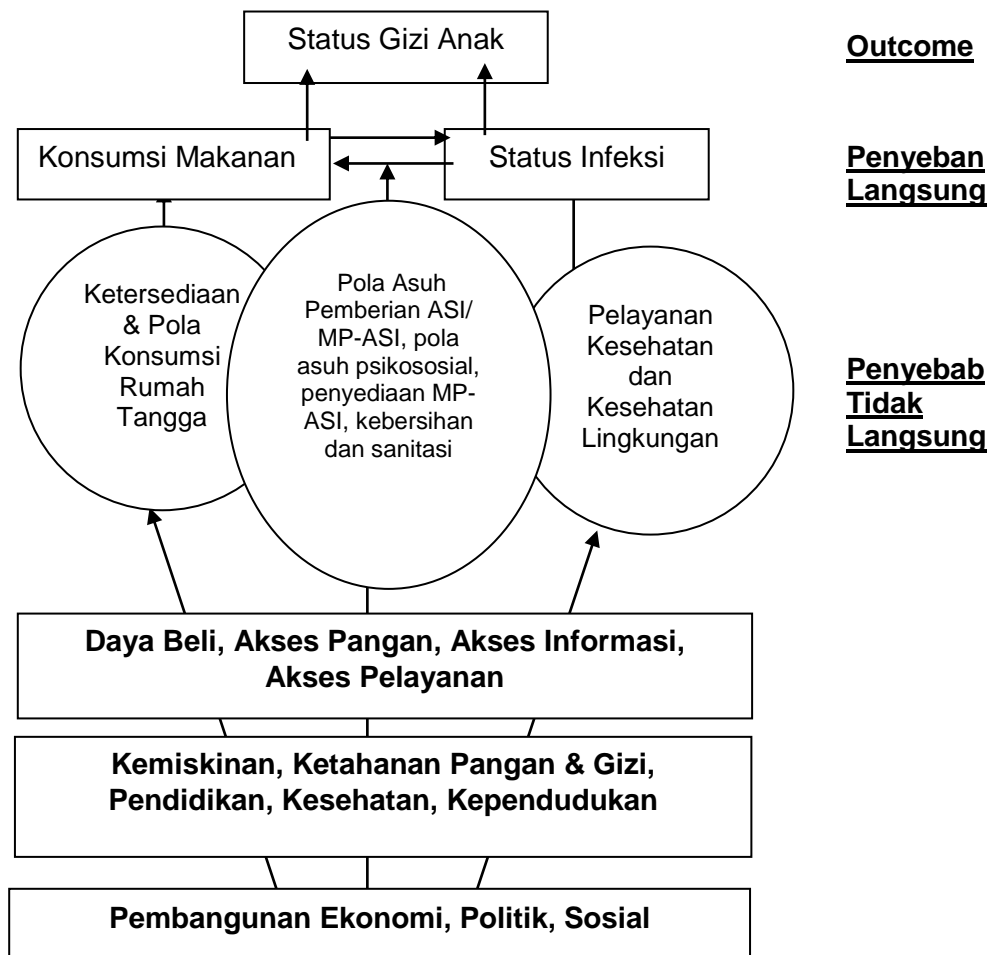 Status Gizi Anak
Outcome
Konsumsi Makanan
Status Infeksi
Penyeban
Langsung
Ketersediaan
& Pola
Konsumsi
Rumah
Tangga
Pola Asuh
Pemberian ASI/
MP-ASI, pola
asuh psikososial,
penyediaan MP-
ASI, kebersihan
dan sanitasi
Pelayanan
Kesehatan
dan
Kesehatan
Lingkungan
Penyebab
Tidak
Langsung
Daya Beli, Akses Pangan, Akses Informasi,
Akses Pelayanan
Kemiskinan, Ketahanan Pangan & Gizi,
Pendidikan, Kesehatan, Kependudukan
Pembangunan Ekonomi, Politik, Sosial